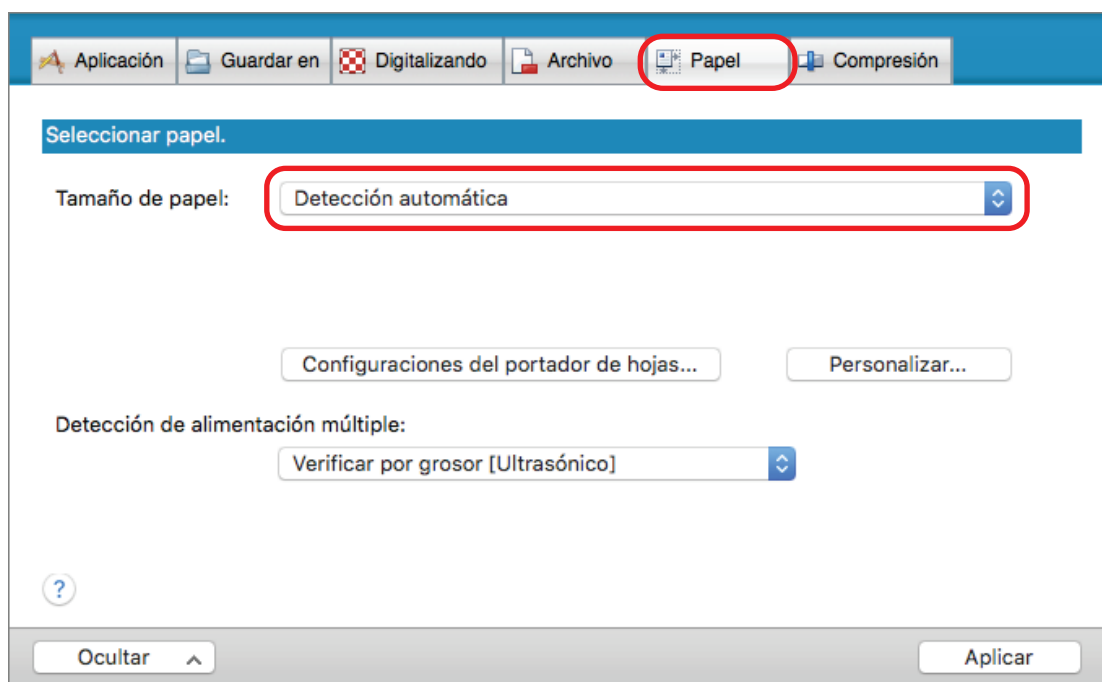 Aplicación Guardar en Digitalizando Archivo Papel Compresión
Seleccionar papel.
Tamaño de papel: Detección automática
Configuraciones del portador de hojas... Personalizar...
Detección de alimentación múltiple:
Verificar por grosor [Ultrasónico]
?
Ocultar Aplicar